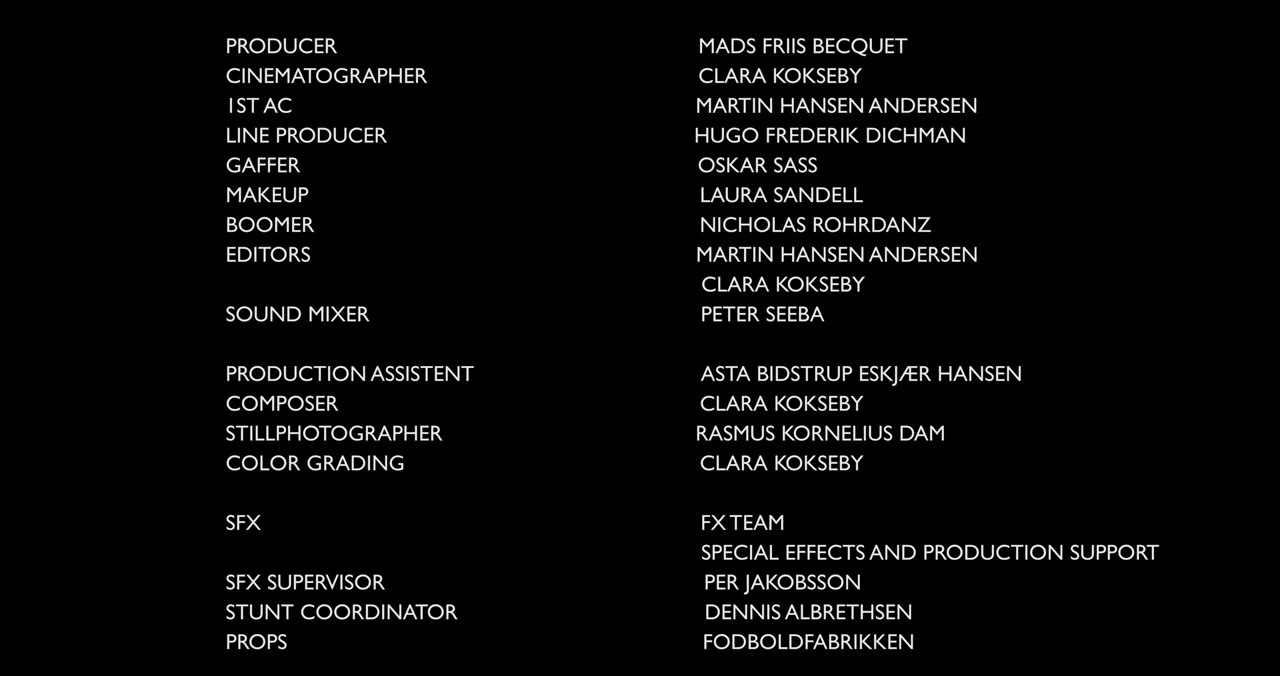 PRODUCER MADS FRIIS BECQUET
CINEMATOGRAPHER CLARA KOKSEBY
1ST AC MARTIN HANSEN ANDERSEN
LINE PRODUCER HUGO FREDERIK DICHMAN
GAFFER OSKAR SASS
MAKEUP LAURA SANDELL
BOOMER NICHOLAS ROHRDANZ
EDITORS MARTIN HANSEN ANDERSEN
CLARA KOKSEBY
SOUND MIXER PETER SEEBA
PRODUCTION ASSISTENT ASTA BIDSTRUP ESKJÆR HANSEN
COMPOSER CLARA KOKSEBY
STILLPHOTOGRAPHER RASMUS KORNELIUS DAM
COLOR GRADING CLARA KOKSEBY
SFX FX TEAM
SPECIAL EFFECTS AND PRODUCTION SUPPORT
SFX SUPERVISOR PER JAKOBSSON
STUNT COORDINATOR DENNIS ALBRETHSEN
PROPS FODBOLDFABRIKKEN